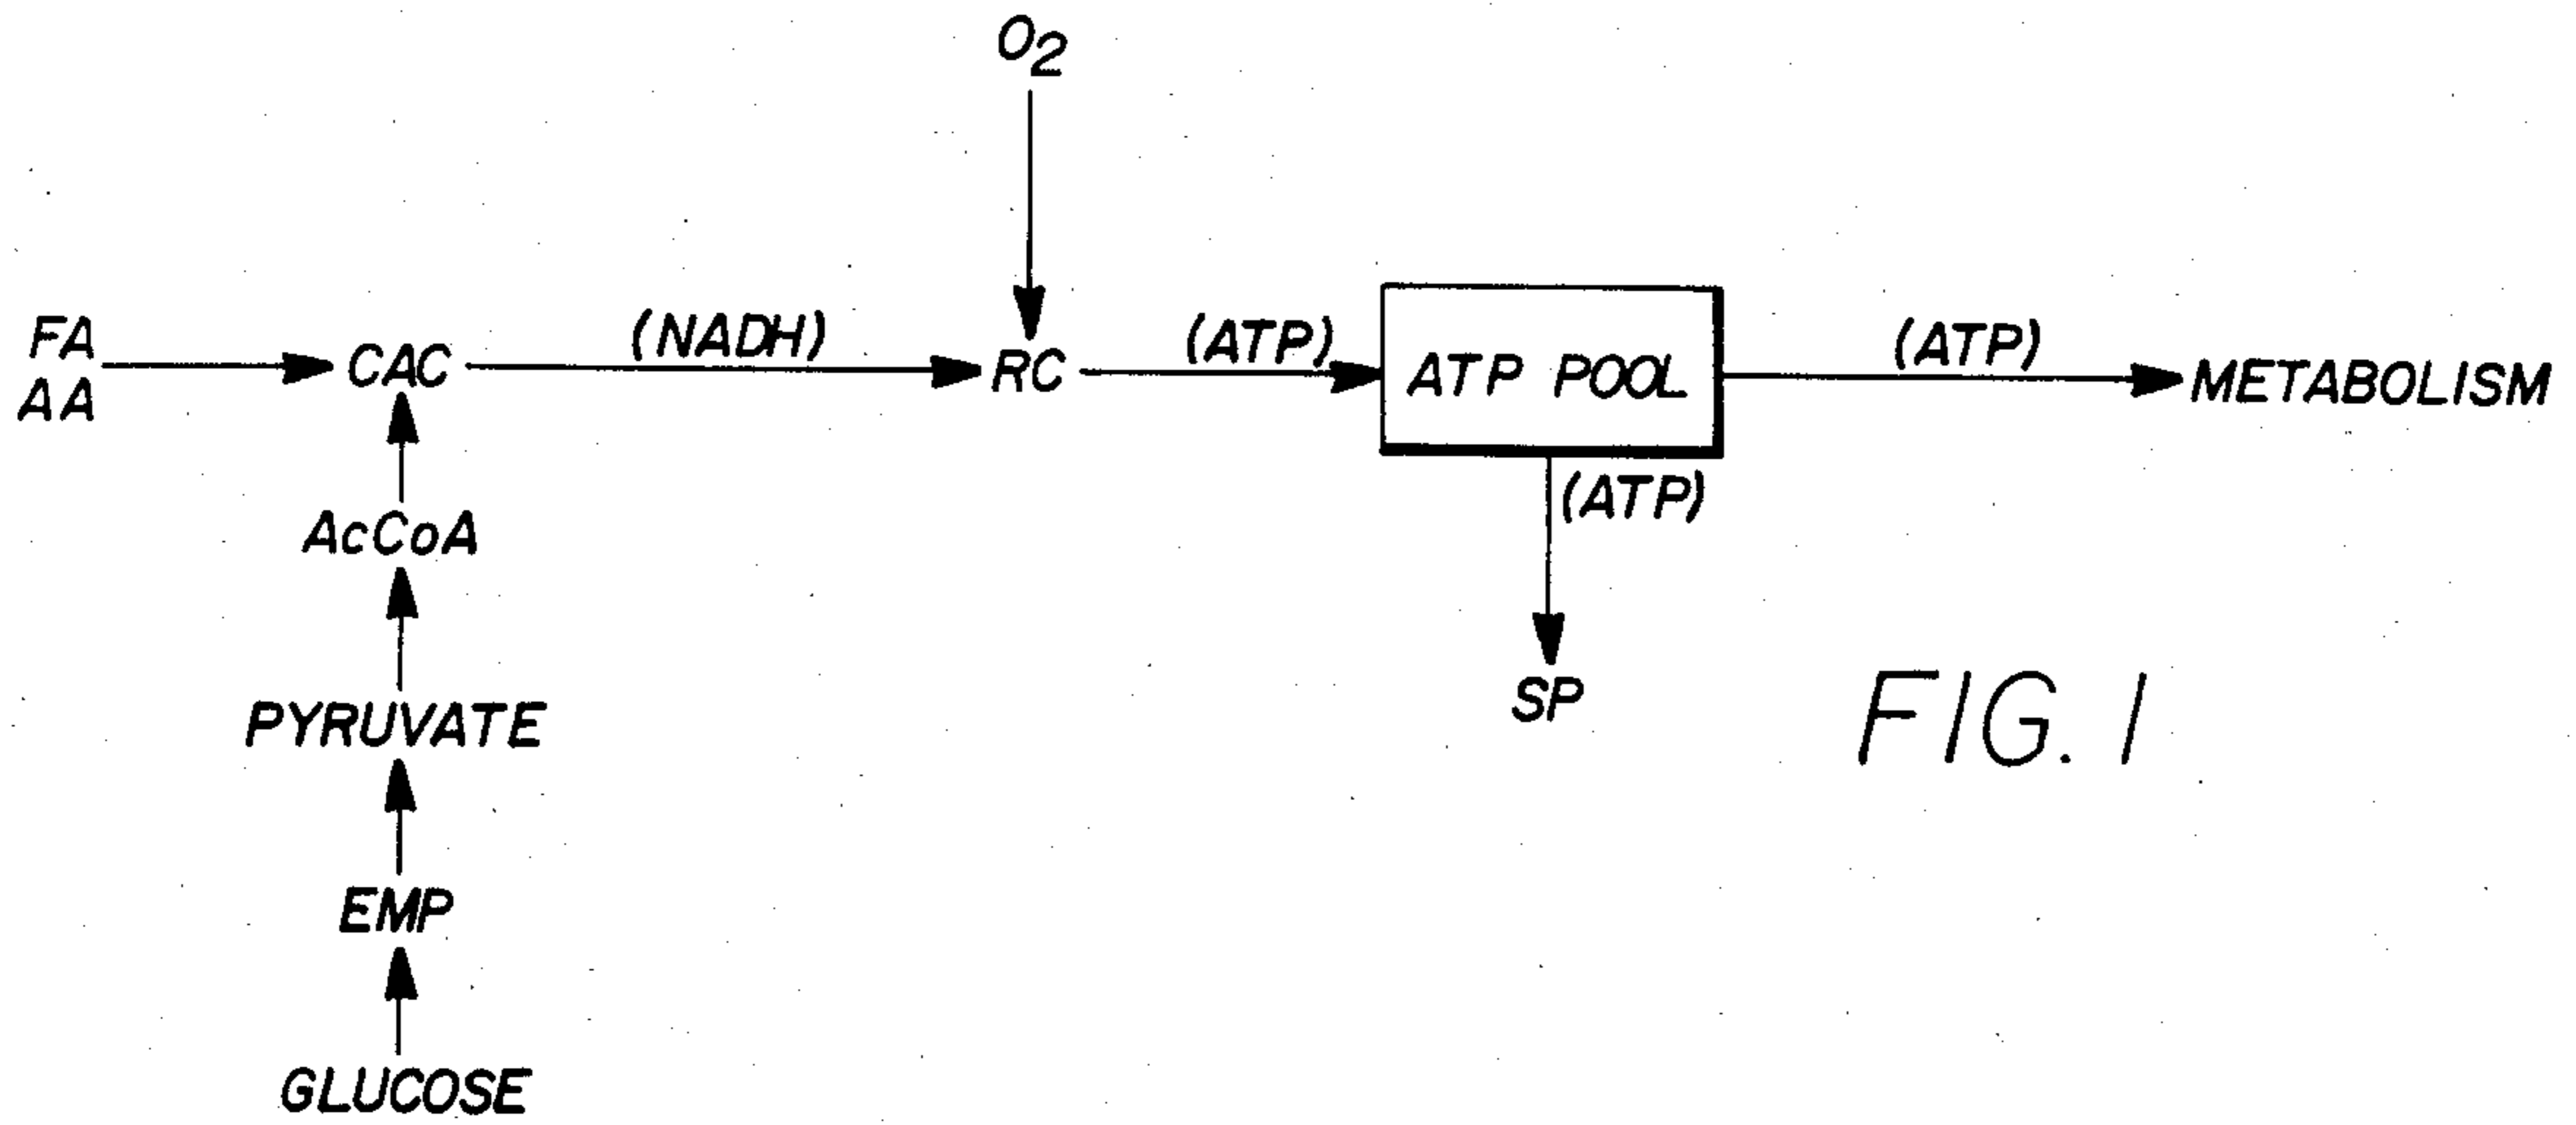 O2
FA
AA
CAC
(NADH)
RC
(ATP)
ATP POOL
(ATP)
METABOLISM
(ATP)
SP
AcCoA
PYRUVATE
EMP
GLUCOSE
FIG. 1